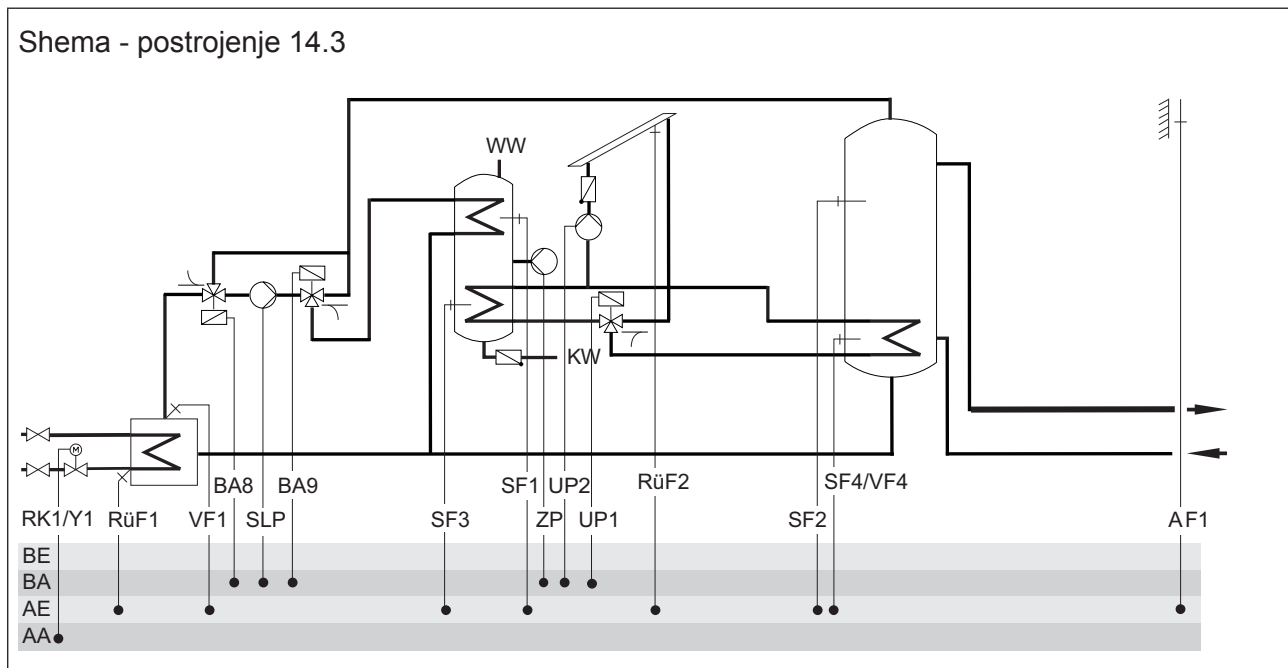 Shema - postrojenje 14.3
WW
KW
M
BA8 BA9 SF1 UP2 RüF2 SF4/VF4
RK1/Y1 RüF1 VF1 SLP SF3 ZP UP1 SF2 AF1
BE
BA
AE
AA